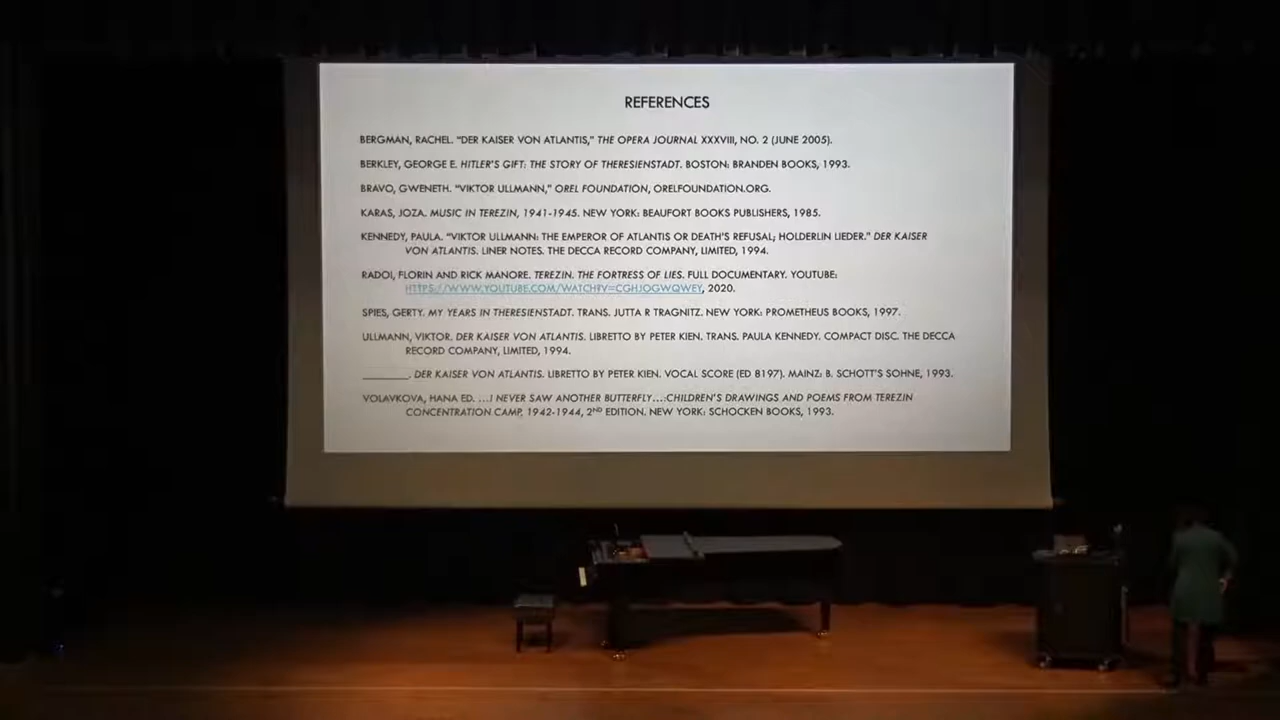 REFERENCES
BERGMAN, RACHEL. "DER KAISER VON ATLANTIS," THE OPERA JOURNAL XXXVIII, NO. 2 (JUNE 2005).
BERKLEY, GEORGE E. HITLER'S GIFT: THE STORY OF THERESIENSTADT. BOSTON: BRANDEN BOOKS, 1993.
BRAVO, GWENETH. "VIKTOR ULLMANN," OREL FOUNDATION, ORELFOUNDATION.ORG.
KARAS, JOZA. MUSIC IN TEREZIN, 1941-1945. NEW YORK: BEAUFORT BOOKS PUBLISHERS, 1985.
KENNEDY, PAULA. "VIKTOR ULLMANN: THE EMPEROR OF ATLANTIS OR DEATH'S REFUSAL; HOLDERLIN LIEDER." DER KAISER
VON ATLANTIS. LINER NOTES. THE DECCA RECORD COMPANY, LIMITED, 1994.
RADOI, FLORIN AND RICK MANORE. TEREZIN. THE FORTRESS OF LIES. FULL DOCUMENTARY. YOUTUBE:
HTTPS://WWW.YOUTUBE.COM/WATCH?V=CGHJOGWQWEY, 2020.
SPIES, GERTY. MY YEARS IN THERESIENSTADT. TRANS. JUTTA R TRAGNITZ. NEW YORK: PROMETHEUS BOOKS, 1997.
ULLMANN, VIKTOR. DER KAISER VON ATLANTIS. LIBRETTO BY PETER KIEN. TRANS. PAULA KENNEDY. COMPACT DISC. THE DECCA
RECORD COMPANY, LIMITED, 1994.
________. DER KAISER VON ATLANTIS. LIBRETTO BY PETER KIEN. VOCAL SCORE (ED 8197). MAINZ: B. SCHOTT'S SOHNE, 1993.
VOLAVKOVA, HANA ED. ...I NEVER SAW ANOTHER BUTTERFLY...:CHILDREN'S DRAWINGS AND POEMS FROM TEREZIN
CONCENTRATION CAMP, 1942-1944, 2ND EDITION. NEW YORK: SCHOCKEN BOOKS, 1993.